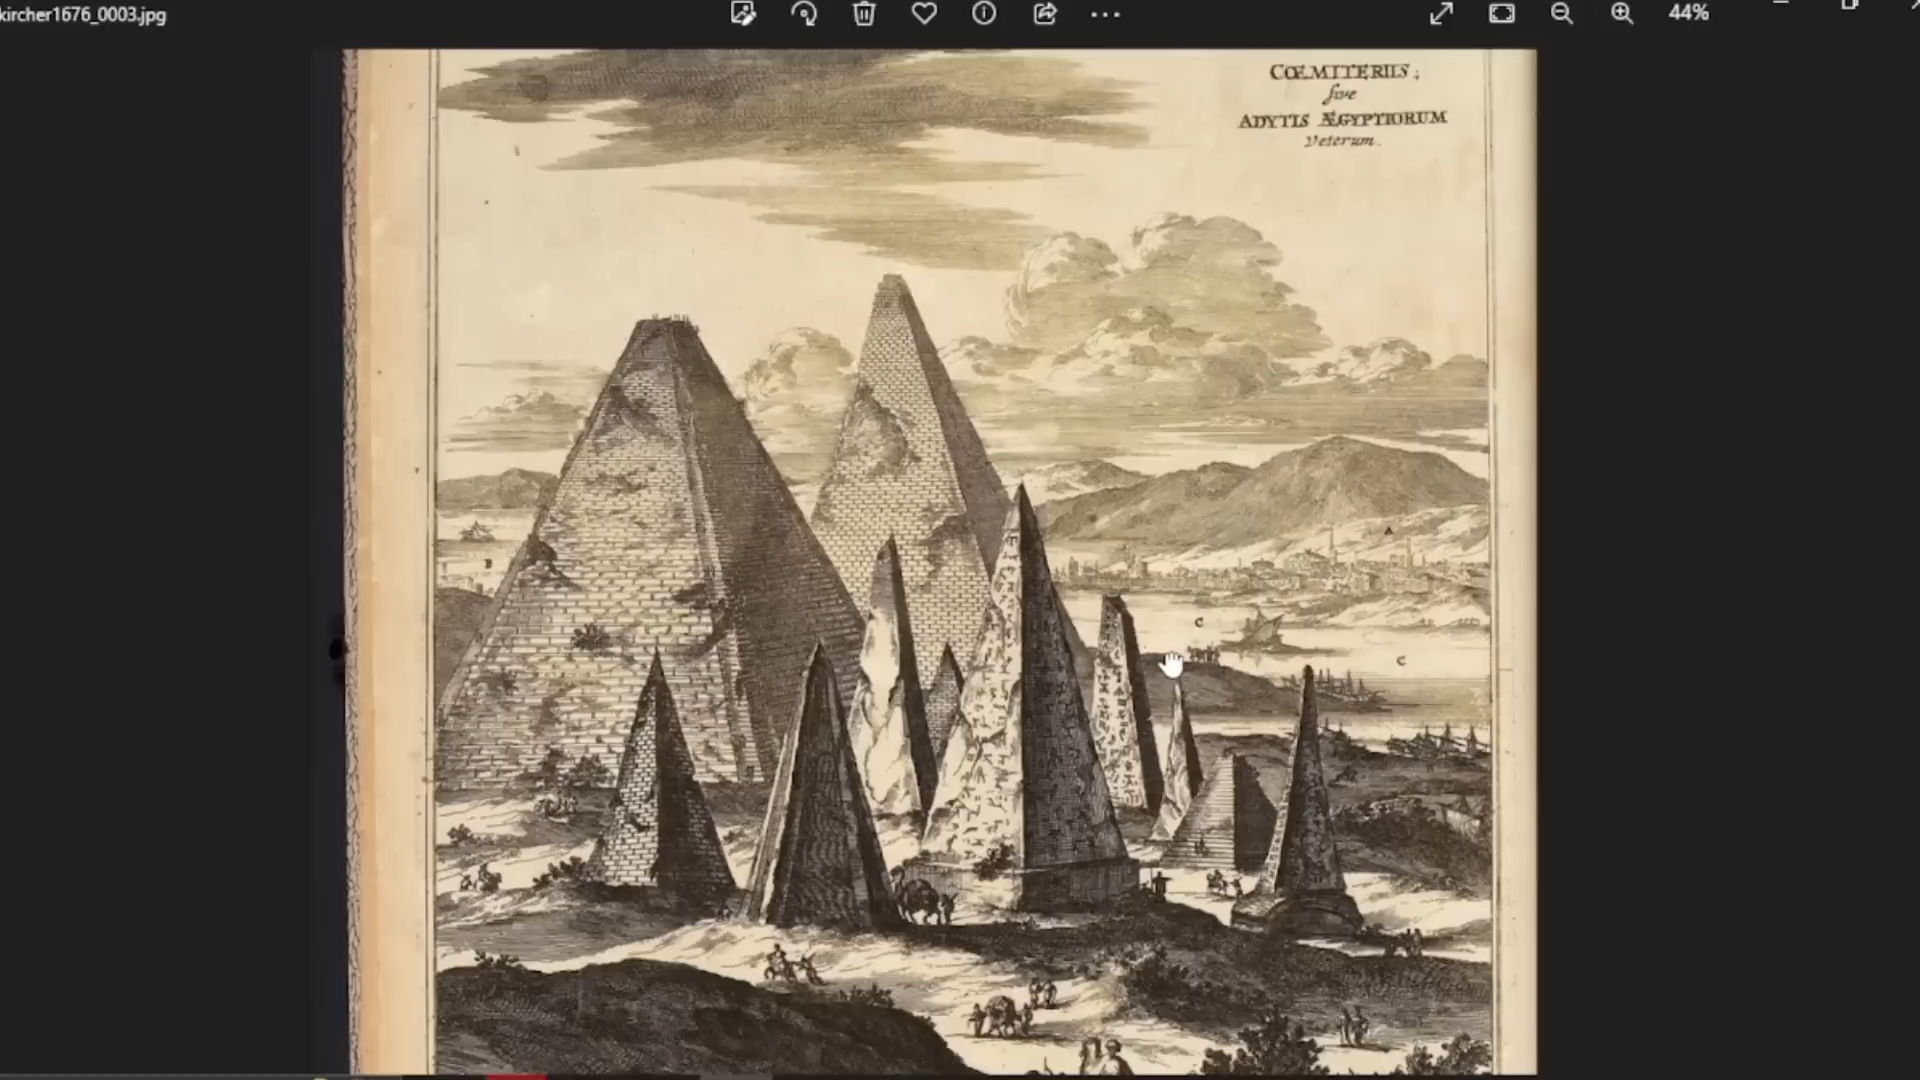 kircher1676_0003.jpg
44%
CŒMITERIIS;
sive
ADYTIS ÆGYPTIORUM
Veterum.
A
B
C
C